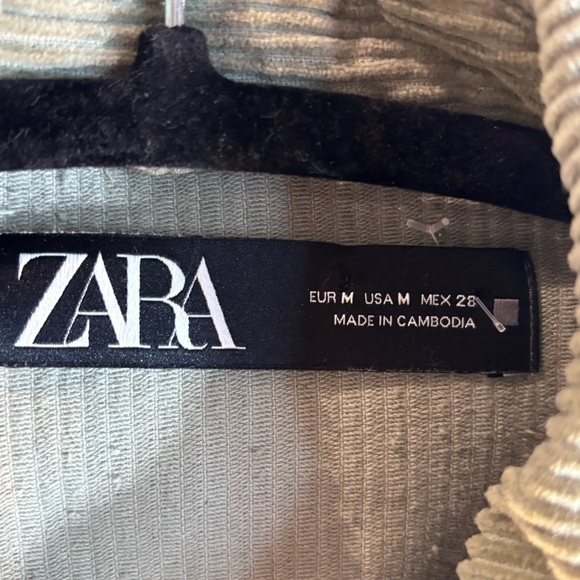 ZARA
EUR M USA M MEX 28
MADE IN CAMBODIA